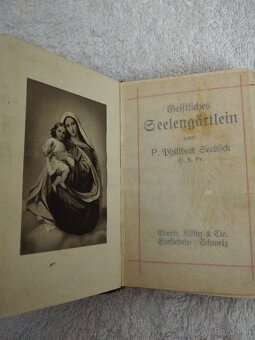 Geistliches
Seelengärtlein
von
P. Philibert Seeböck
O. S. Fr.
Eberle, Kälin & Cie.
Einsiedeln, Schweiz